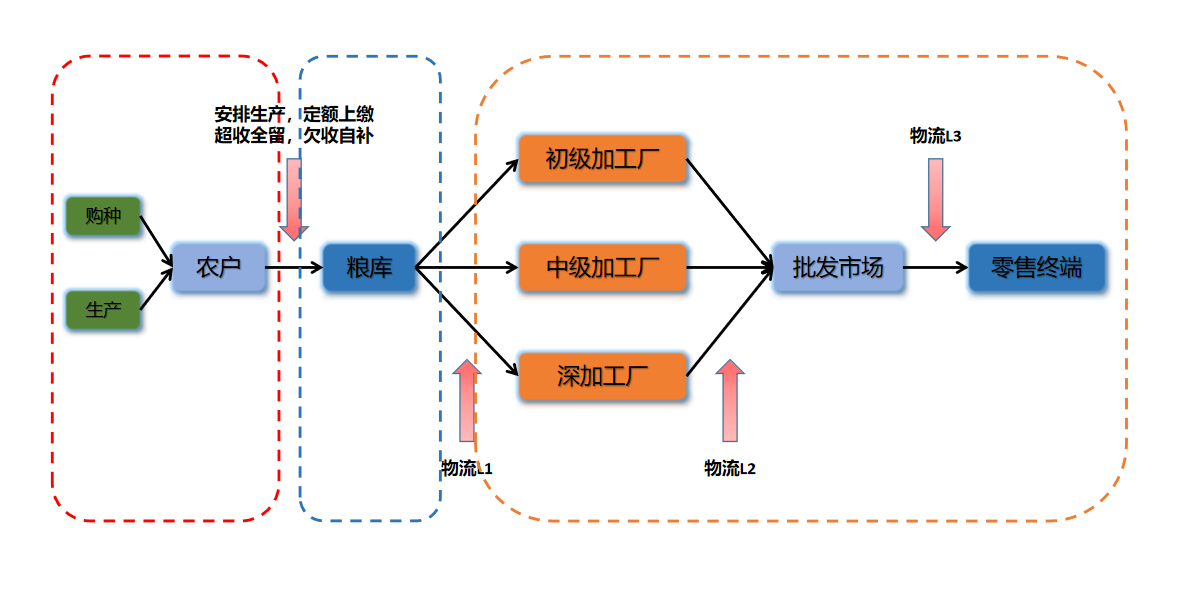 安排生产，定额上缴
超收全留，欠收自补
物流L3
初级加工厂
购种
农户
粮库
中级加工厂
批发市场
零售终端
生产
深加工厂
物流L1
物流L2